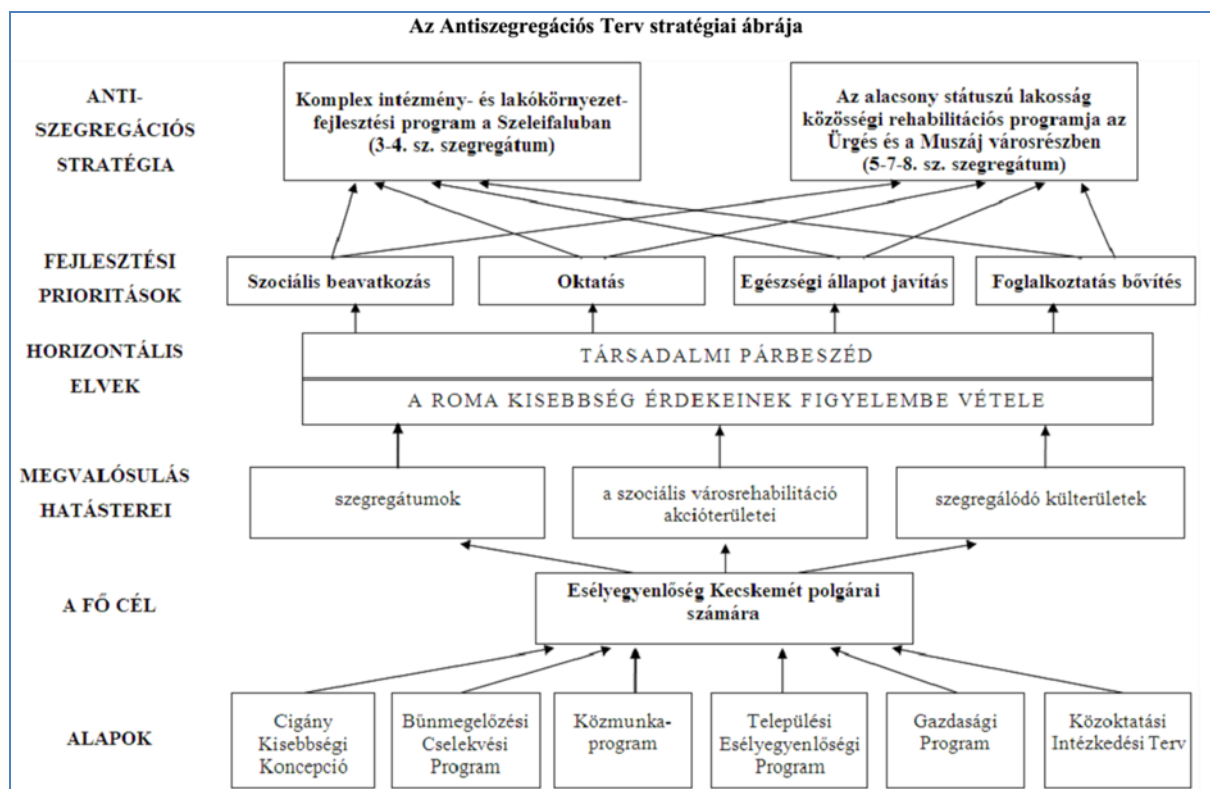 Az Antiszegregációs Terv stratégiai ábrája
ANTI-
SZEGREGÁCIÓS
STRATÉGIA
Komplex intézmény- és lakókörnyezet-
fejlesztési program a Szeleifaluban
(3-4. sz. szegregátum)
Az alacsony státuszú lakosság
közösségi rehabilitációs programja az
Ürgés és a Muszáj városrészben
(5-7-8. sz. szegregátum)
FEJLESZTÉSI
PRIORITÁSOK
Szociális beavatkozás
Oktatás
Egészségi állapot javítás
Foglalkoztatás bővítés
HORIZONTÁLIS
ELVEK
TÁRSADALMI PÁRBESZÉD
A ROMA KISEBBSÉG ÉRDEKEINEK FIGYELEMBE VÉTELE
MEGVALÓSULÁS
HATÁSTEREI
szegregátumok
a szociális városrehabilitáció
akcióterületei
szegregálódó külterületek
A FŐ CÉL
Esélyegyenlőség Kecskemét polgárai
számára
ALAPOK
Cigány
Kisebbségi
Koncepció
Bünmegelőzési
Cselekvési
Program
Közmunka-
program
Települési
Esélyegyenlőségi
Program
Gazdasági
Program
Közoktatási
Intézkedési Terv